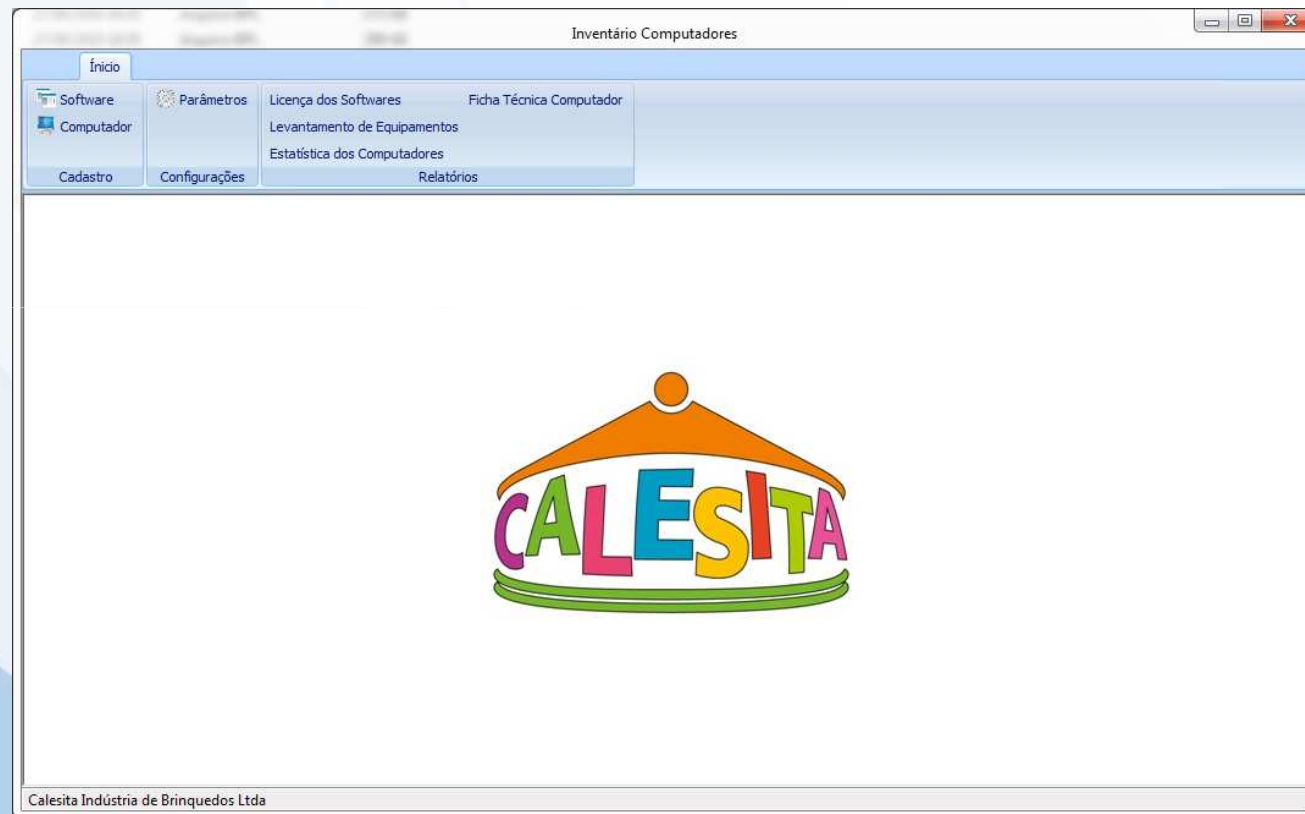 Inventário Computadores
Ínicio
Software
Parâmetros
Licença dos Softwares
Ficha Técnica Computador
Computador
Levantamento de Equipamentos
Estatística dos Computadores
Cadastro
Configurações
Relatórios
CALESITA
Calesita Indústria de Brinquedos Ltda